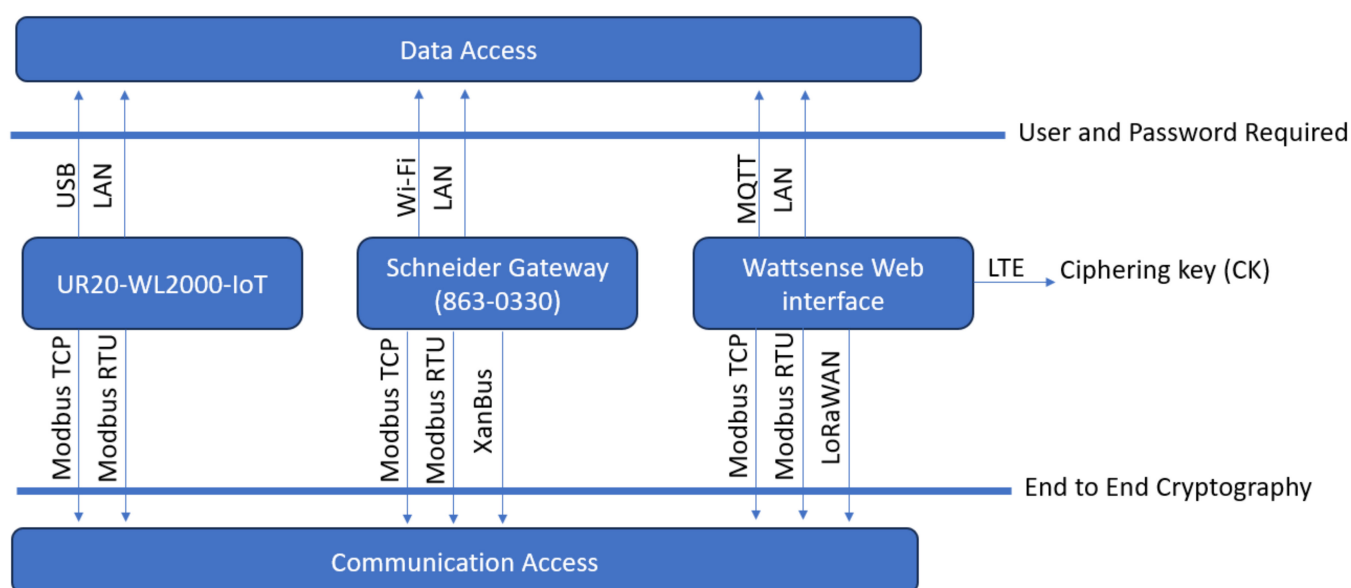 Data Access
User and Password Required
USB
LAN
Wi-Fi
LAN
MQTT
LAN
UR20-WL2000-IoT
Schneider Gateway
(863-0330)
Wattsense Web
interface
LTE
Ciphering key (CK)
Modbus TCP
Modbus RTU
Modbus TCP
Modbus RTU
XanBus
Modbus TCP
Modbus RTU
LoRaWAN
End to End Cryptography
Communication Access